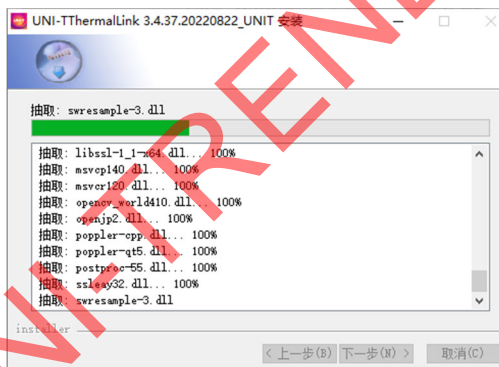 UNI-TThermalLink 3.4.37.20220822_UNIT 安装
抽取: swresample-3.dll
抽取: libssl-1_1-x64.dll... 100%
抽取: msvcp140.dll... 100%
抽取: msvcr120.dll... 100%
抽取: opencv_world410.dll... 100%
抽取: openjp2.dll... 100%
抽取: poppler-cpp.dll... 100%
抽取: poppler-qt5.dll... 100%
抽取: postproc-55.dll... 100%
抽取: ssleay32.dll... 100%
抽取: swresample-3.dll
installer
< 上一步(B) 下一步(N) > 取消(C)
UNI-TREND